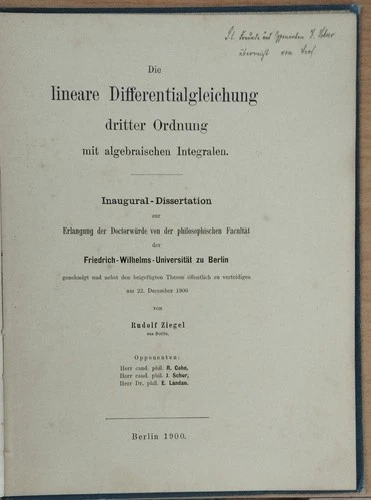 Die
lineare Differentialgleichung
dritter Ordnung
mit algebraischen Integralen.
Inaugural-Dissertation
zur
Erlangung der Doctorwürde von der philosophischen Facultät
der
Friedrich-Wilhelms-Universität zu Berlin
genehmigt und nebst den beigefügten Thesen öffentlich zu verteidigen
am 22. December 1900
von
Rudolf Ziegel
aus Berlin.
Opponenten:
Herr cand. phil. R. Cohn,
Herr cand. phil. I. Schur,
Herr Dr. phil. E. Landau.
Berlin 1900.